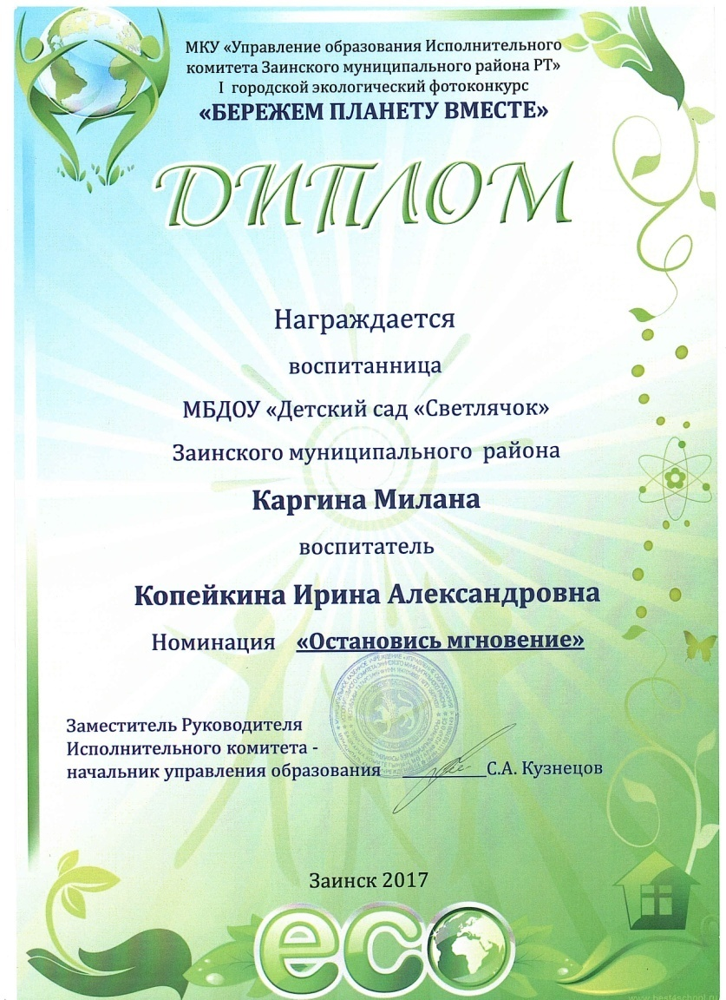 МКУ «Управление образования Исполнительного
комитета Заинского муниципального района РТ»
I городской экологический фотоконкурс
«БЕРЕЖЕМ ПЛАНЕТУ ВМЕСТЕ»
ДИПЛОМ
Награждается
воспитанница
МБДОУ «Детский сад «Светлячок»
Заинского муниципального района
Каргина Милана
воспитатель
Копейкина Ирина Александровна
Номинация «Остановись мгновение»
Заместитель Руководителя
Исполнительного комитета -
начальник управления образования __________С.А. Кузнецов
Заинск 2017
eco